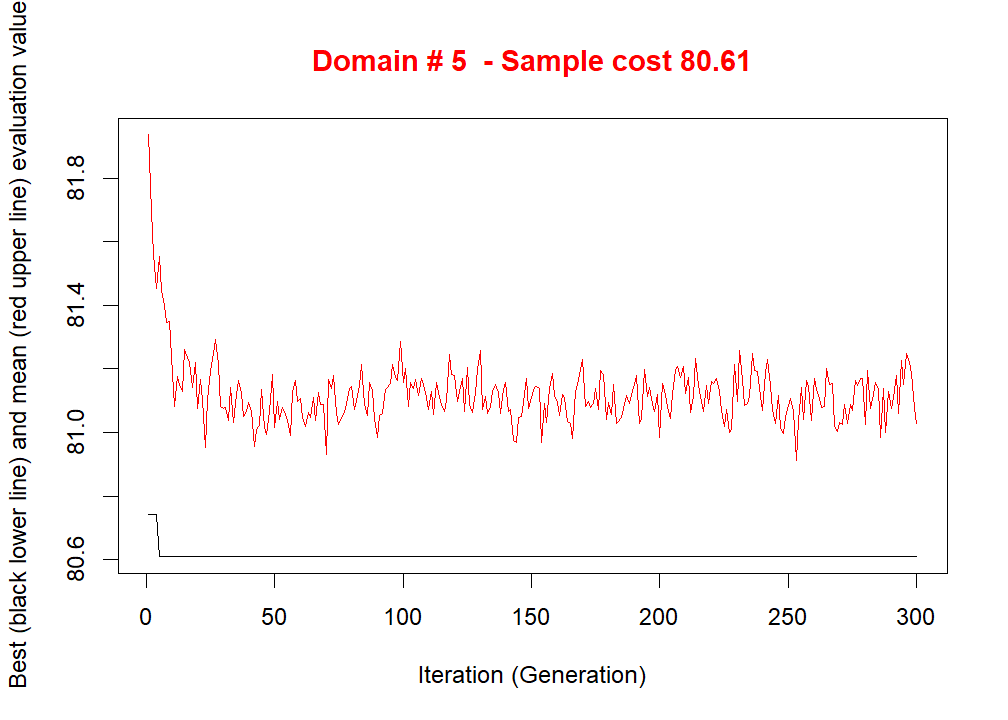 Domain # 5  - Sample cost 80.61
Best (black lower line) and mean (red upper line) evaluation value
81.8
81.4
81.0
80.6
0 50 100 150 200 250 300
Iteration (Generation)